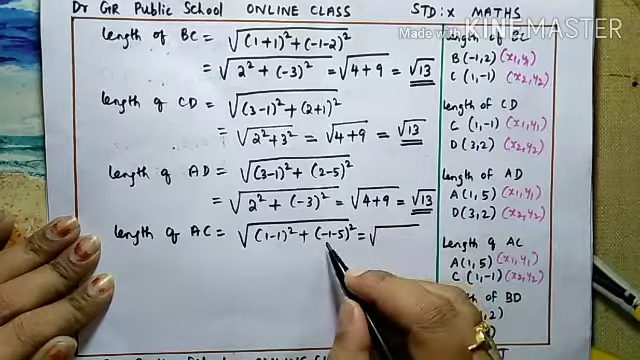 Dr GR Public School ONLINE CLASS STD: X MATHS
length of BC = √(1+1)² + (-1-2)²
= √2² + (-3)² = √4+9 = √13
length of CD = √(3-1)² + (2+1)²
= √2² + 3² = √4+9 = √13
length of AD = √(3-1)² + (2-5)²
= √2² + (-3)² = √4+9 = √13
length of AC = √(1-1)² + (-1-5)² = √
length of BC
B (-1, 2) (x₁, y₁)
C (1, -1) (x₂, y₂)
length of CD
C (1, -1) (x₁, y₁)
D (3, 2) (x₂, y₂)
length of AD
A (1, 5) (x₁, y₁)
D (3, 2) (x₂, y₂)
length of AC
A (1, 5) (x₁, y₁)
C (1, -1) (x₂, y₂)
of BD
, 2)
Made with
KINEMASTER